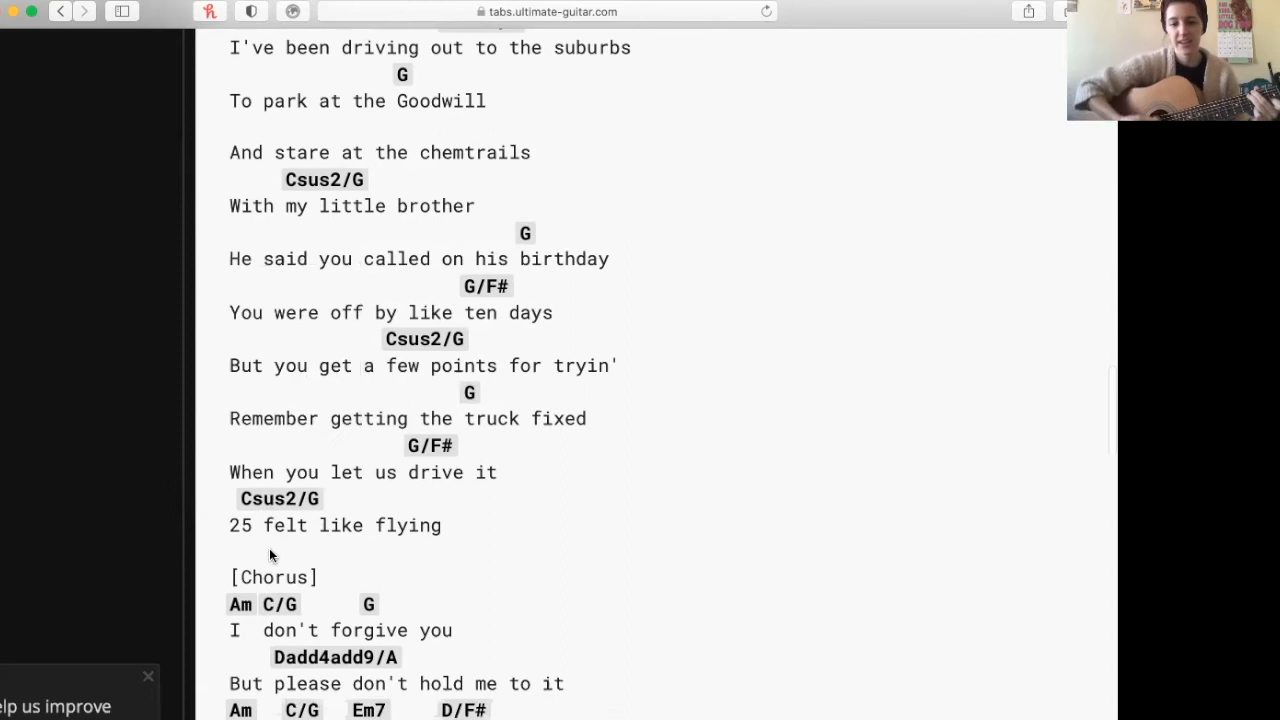 tabs.ultimate-guitar.com
I've been driving out to the suburbs
G
To park at the Goodwill
And stare at the chemtrails
Csus2/G
With my little brother
G
He said you called on his birthday
G/F#
You were off by like ten days
Csus2/G
But you get a few points for tryin'
G
Remember getting the truck fixed
G/F#
When you let us drive it
Csus2/G
25 felt like flying
[Chorus]
Am C/G G
I don't forgive you
Dadd4add9/A
But please don't hold me to it
Am C/G Em7 D/F#
elp us improve